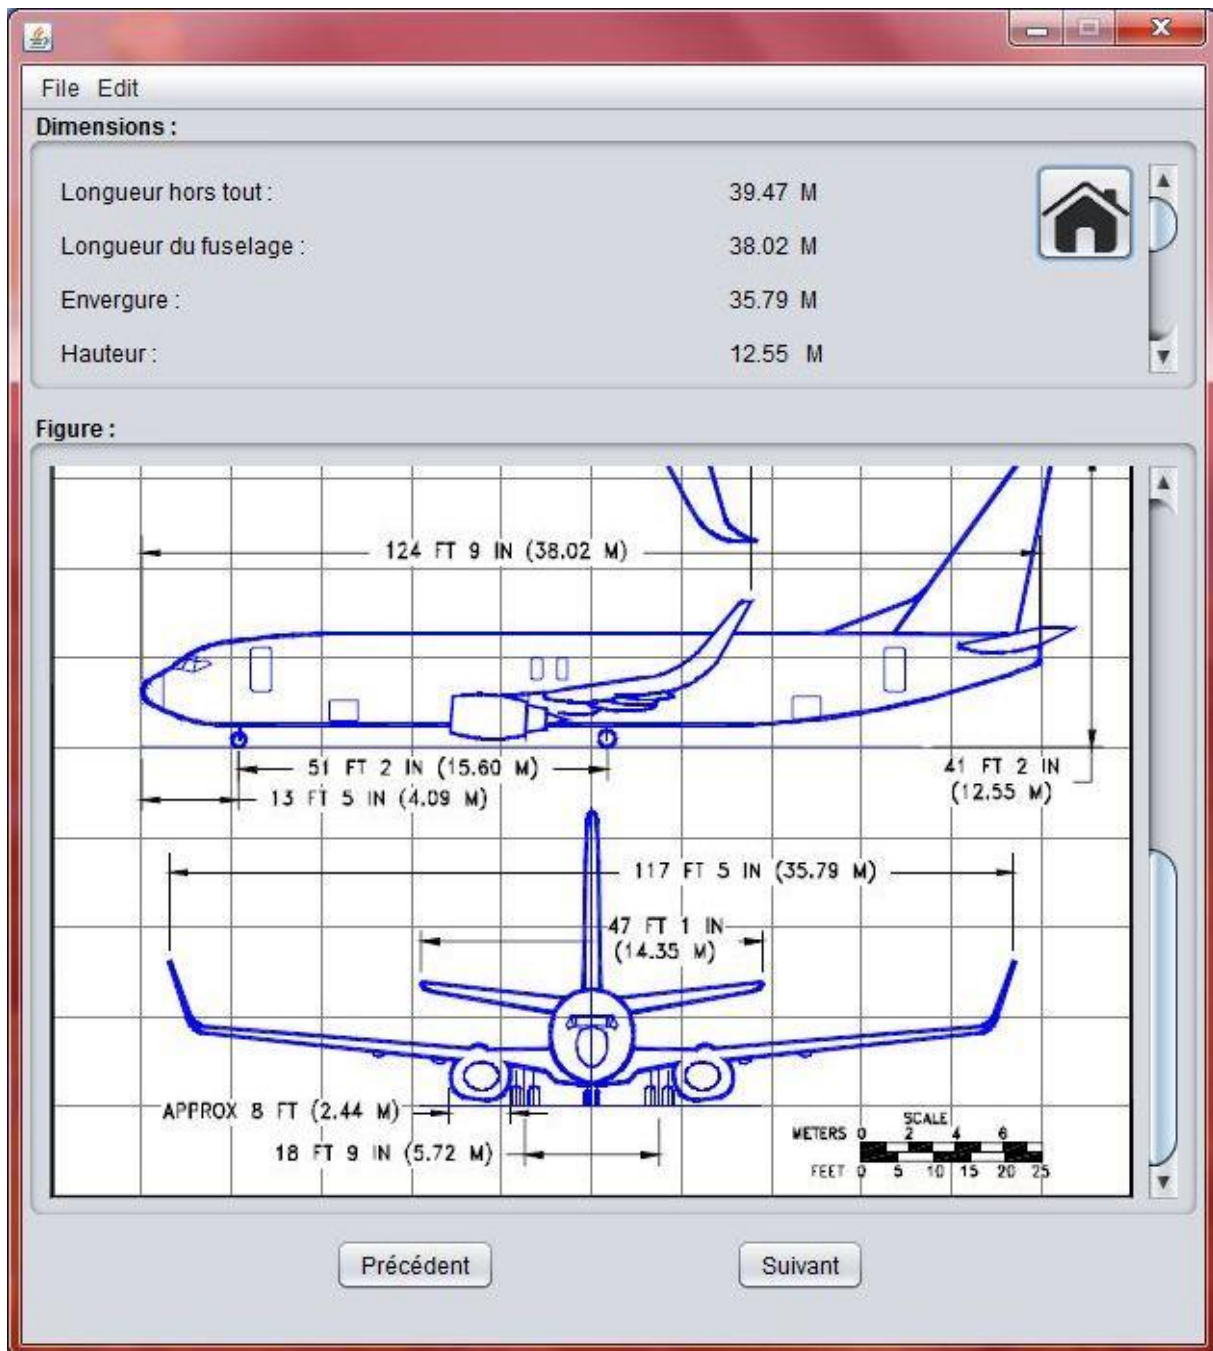 File Edit
Dimensions :
Longueur hors tout : 39.47 M
Longueur du fuselage : 38.02 M
Envergure : 35.79 M
Hauteur : 12.55 M
Figure :
124 FT 9 IN (38.02 M)
51 FT 2 IN (15.60 M)
41 FT 2 IN
(12.55 M)
13 FT 5 IN (4.09 M)
117 FT 5 IN (35.79 M)
47 FT 1 IN
(14.35 M)
APPROX 8 FT (2.44 M)
18 FT 9 IN (5.72 M)
SCALE
METERS 0 2 4 6
FEET 0 5 10 15 20 25
Précédent Suivant